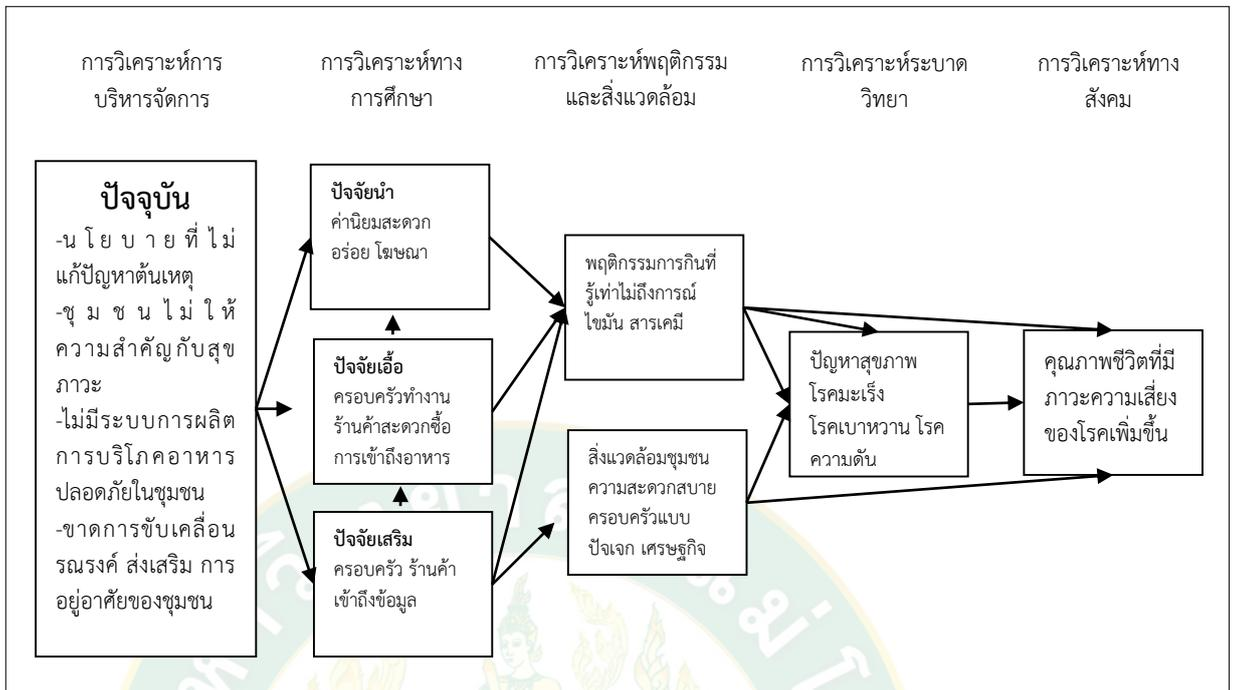 การวิเคราะห์การ
บริหารจัดการ
การวิเคราะห์ทาง
การศึกษา
การวิเคราะห์พฤติกรรม
และสิ่งแวดล้อม
การวิเคราะห์ระบาด
วิทยา
การวิเคราะห์ทาง
สังคม
ปัจจุบัน
-นโยบายที่ไม่
แก้ปัญหาต้นเหตุ
-ชุมชนไม่ให้
ความสำคัญกับสุข
ภาวะ
-ไม่มีระบบการผลิต
การบริโภคอาหาร
ปลอดภัยในชุมชน
-ขาดการขับเคลื่อน
รณรงค์ ส่งเสริม การ
อยู่อาศัยของชุมชน
ปัจจัยนำ
ค่านิยมสะดวก
อร่อย โฆษณา
ปัจจัยเอื้อ
ครอบครัวทำงาน
ร้านค้าสะดวกซื้อ
การเข้าถึงอาหาร
ปัจจัยเสริม
ครอบครัว ร้านค้า
เข้าถึงข้อมูล
พฤติกรรมการกินที่
รู้เท่าไม่ถึงการณ์
ไขมัน สารเคมี
สิ่งแวดล้อมชุมชน
ความสะดวกสบาย
ครอบครัวแบบ
ปัจเจก เศรษฐกิจ
ปัญหาสุขภาพ
โรคมะเร็ง
โรคเบาหวาน โรค
ความดัน
คุณภาพชีวิตที่มี
ภาวะความเสี่ยง
ของโรคเพิ่มขึ้น